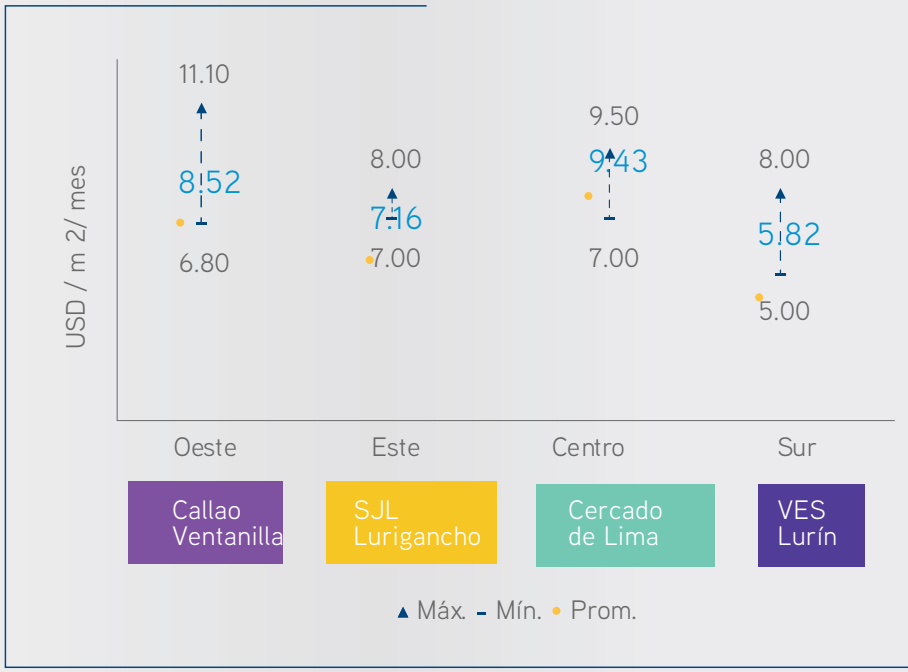 USD / m 2/ mes
11.10
8.52
6.80
8.00
7.16
7.00
9.50
9.43
7.00
8.00
5.82
5.00
Oeste
Este
Centro
Sur
Callao
Ventanilla
SJL
Lurigancho
Cercado
de Lima
VES
Lurín
Máx. Mín. Prom.